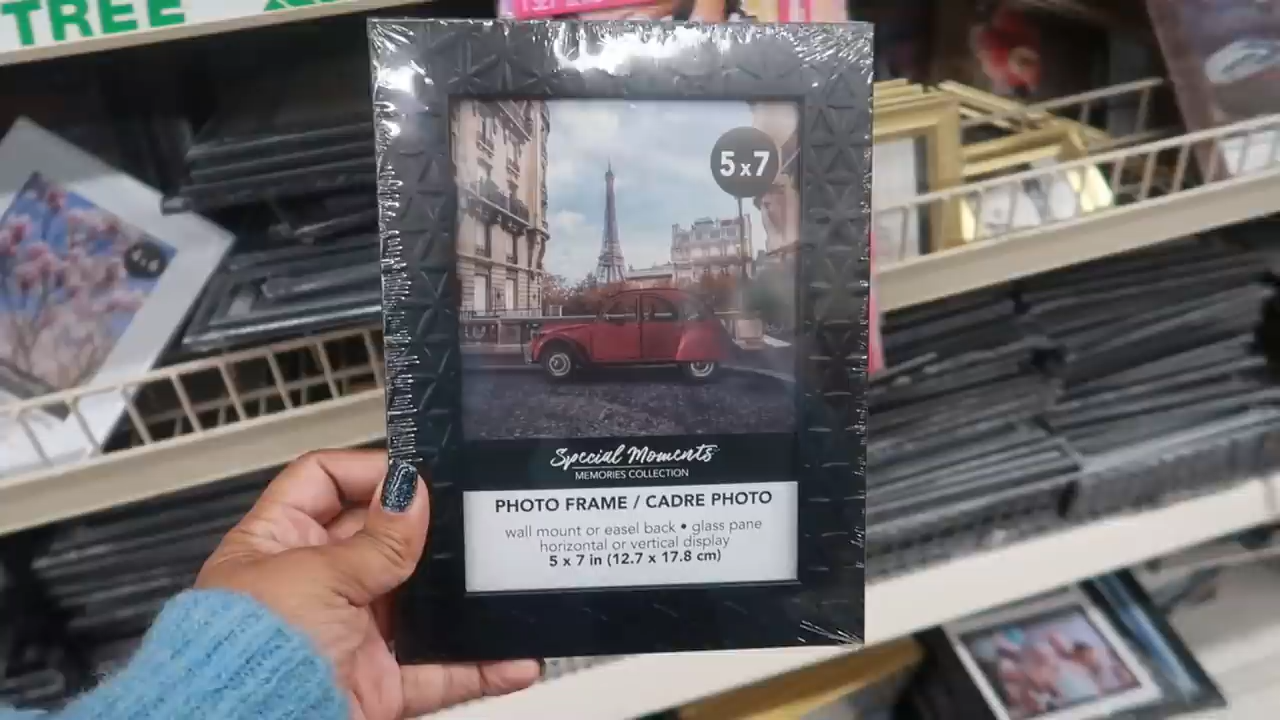 TREE
5x7
Special Moments
MEMORIES COLLECTION
PHOTO FRAME / CADRE PHOTO
wall mount or easel back • glass pane
horizontal or vertical display
5 x 7 in (12.7 x 17.8 cm)